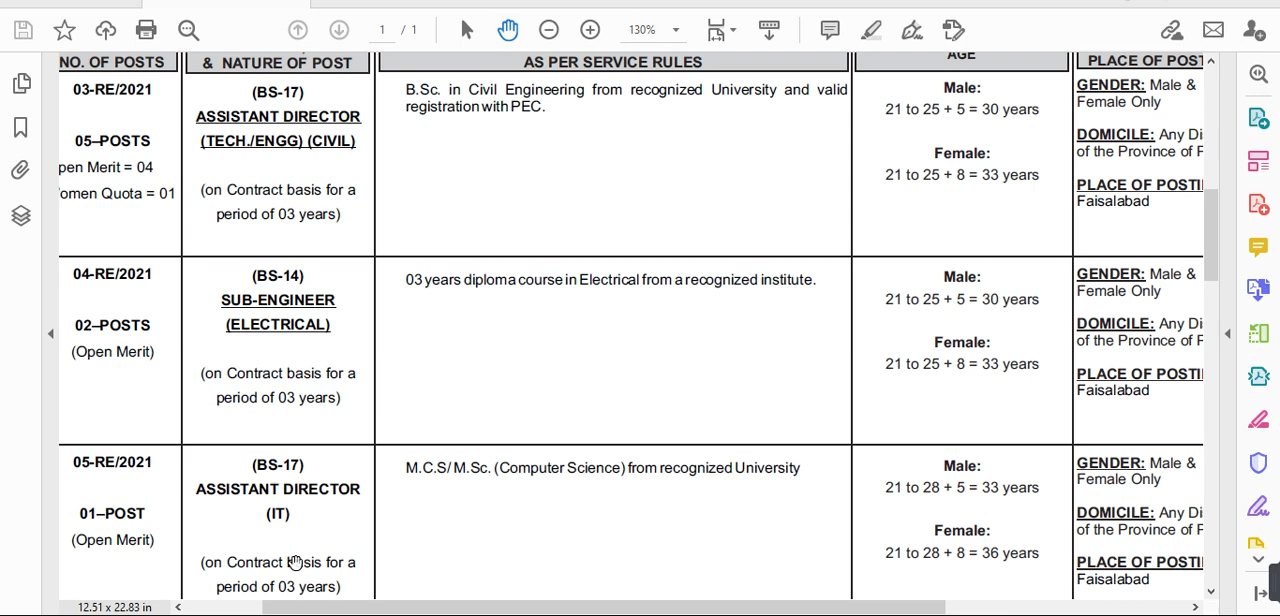 1 / 1
130%
NO. OF POSTS
& NATURE OF POST
AS PER SERVICE RULES
AGE
PLACE OF POST
03-RE/2021
05–POSTS
pen Merit = 04
omen Quota = 01
(BS-17)
ASSISTANT DIRECTOR
(TECH./ENGG) (CIVIL)
(on Contract basis for a
period of 03 years)
B.Sc. in Civil Engineering from recognized University and valid
registration with PEC.
Male:
21 to 25 + 5 = 30 years
Female:
21 to 25 + 8 = 33 years
GENDER: Male &
Female Only
DOMICILE: Any Di
of the Province of P
PLACE OF POSTI
Faisalabad
04-RE/2021
02–POSTS
(Open Merit)
(BS-14)
SUB-ENGINEER
(ELECTRICAL)
(on Contract basis for a
period of 03 years)
03 years diploma course in Electrical from a recognized institute.
Male:
21 to 25 + 5 = 30 years
Female:
21 to 25 + 8 = 33 years
GENDER: Male &
Female Only
DOMICILE: Any Di
of the Province of P
PLACE OF POSTI
Faisalabad
05-RE/2021
01–POST
(Open Merit)
(BS-17)
ASSISTANT DIRECTOR
(IT)
(on Contract basis for a
period of 03 years)
M.C.S/ M.Sc. (Computer Science) from recognized University
Male:
21 to 28 + 5 = 33 years
Female:
21 to 28 + 8 = 36 years
GENDER: Male &
Female Only
DOMICILE: Any Di
of the Province of P
PLACE OF POSTI
Faisalabad
12.51 x 22.83 in